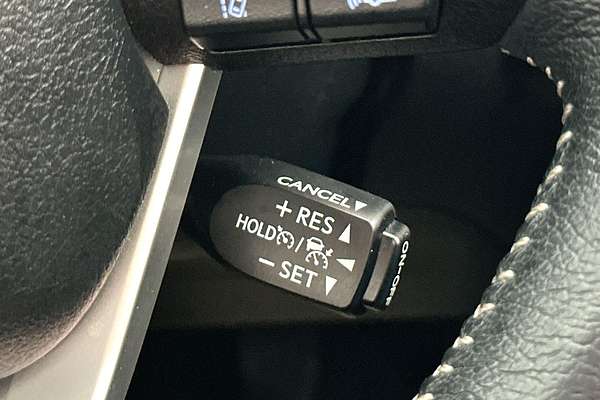 CANCEL▼
+ RES ▲
HOLD / ◀
− SET ▼
ON-OFF